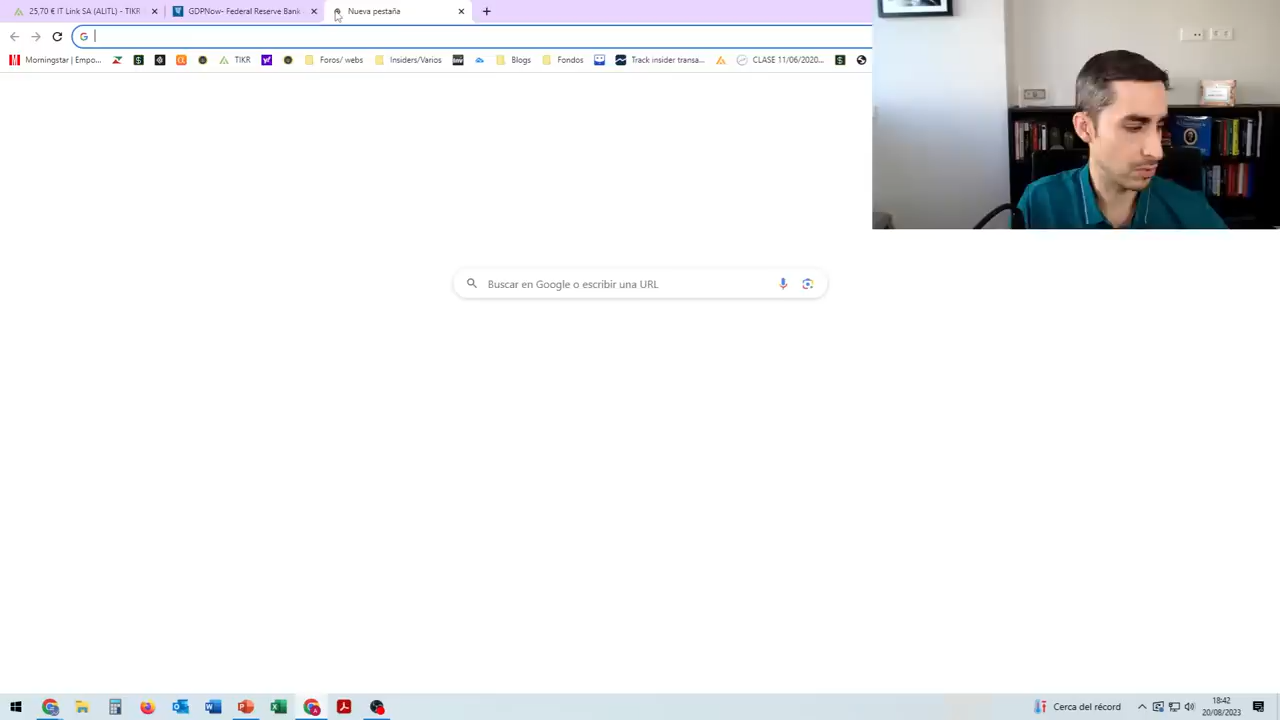 25,70 € IT Link SA (ALITL) - TIKR
GDPNow- Federal Reserve Bank
Nueva pestaña
Morningstar | Empo...
TIKR
Foros/ webs
Insiders/Varios
Blogs
Fondos
Track insider transa...
CLASE 11/06/2020...
Buscar en Google o escribir una URL
Cerca del récord
18:42
20/08/2023